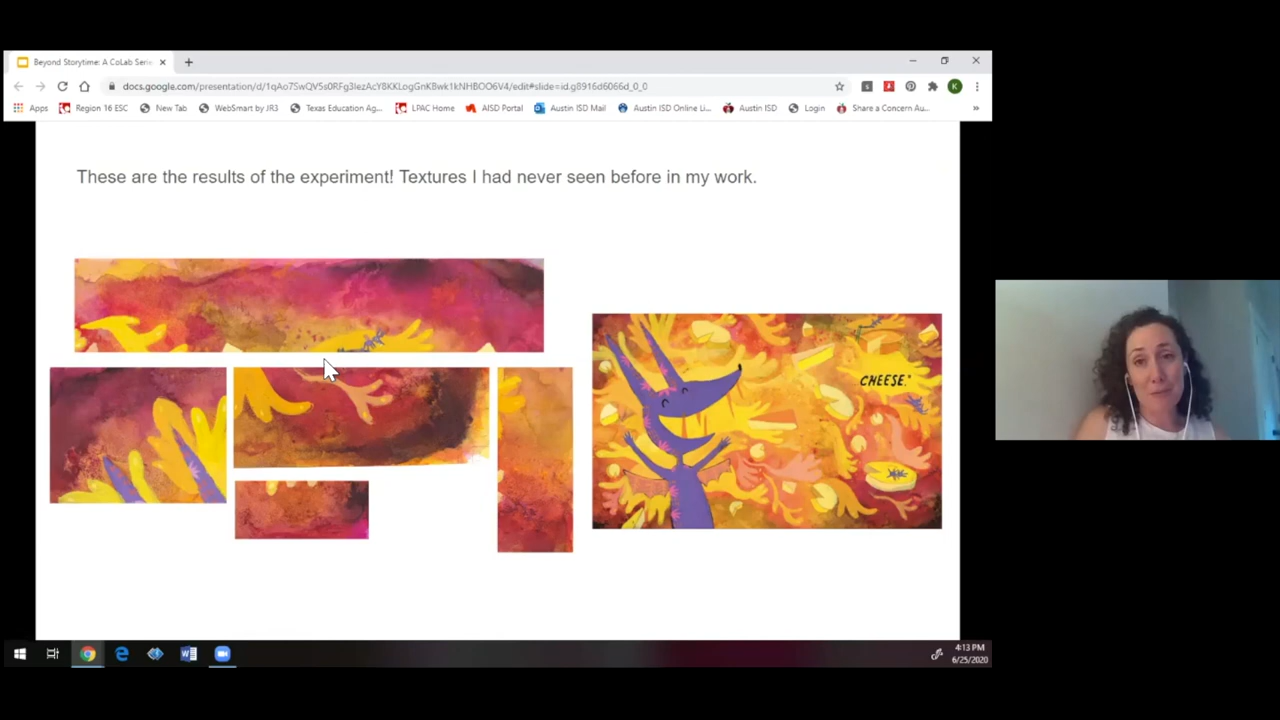 Beyond Storytime: A CoLab Serie
docs.google.com/presentation/d/1qAo7SwQV5s0RFg3IezAcY8KKLogGnKBwk1kNHBOO6V4/edit#slide=id.g8916d6066d_0_0
K
Apps Region 16 ESC New Tab WebSmart by JR3 Texas Education Ag... LPAC Home AISD Portal Austin ISD Mail Austin ISD Online Li... Austin ISD Login Share a Concern Au... »
These are the results of the experiment! Textures I had never seen before in my work.
CHEESE."
4:13 PM
6/25/2020